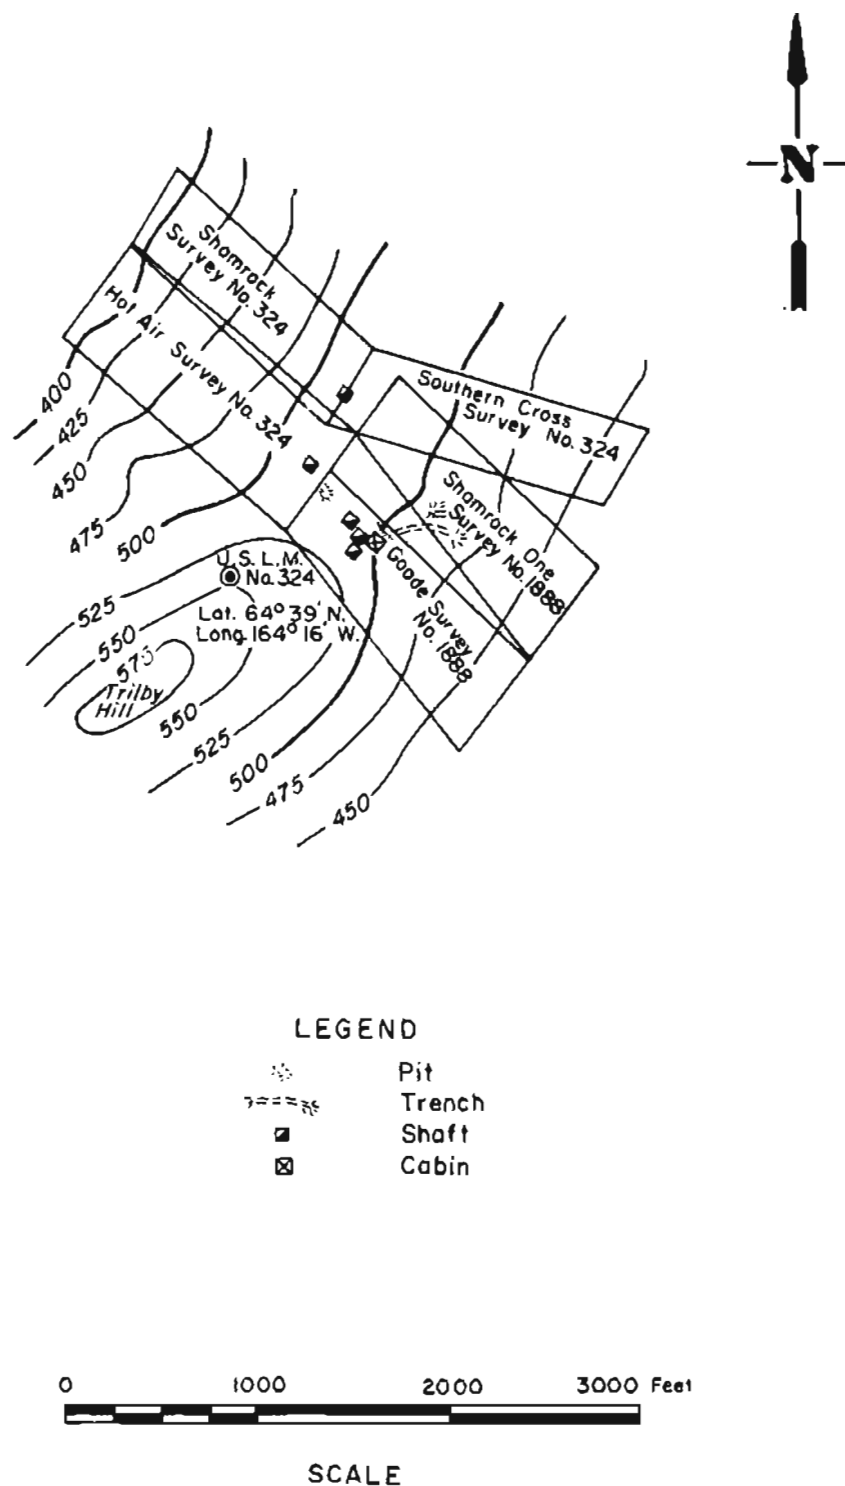 N
Shamrock
Survey No. 324
Hot Air Survey No. 324
Southern Cross
Survey No. 324
Shamrock One
Survey No. 1888
Goode Survey
No. 1888
400
425
450
475
500
U.S.L.M.
No. 324
Lat. 64° 39' N.
Long. 164° 16' W.
525
550
575
Trilby
Hill
550
525
500
475
450
LEGEND
Pit
Trench
Shaft
Cabin
0 1000 2000 3000 Feet
SCALE